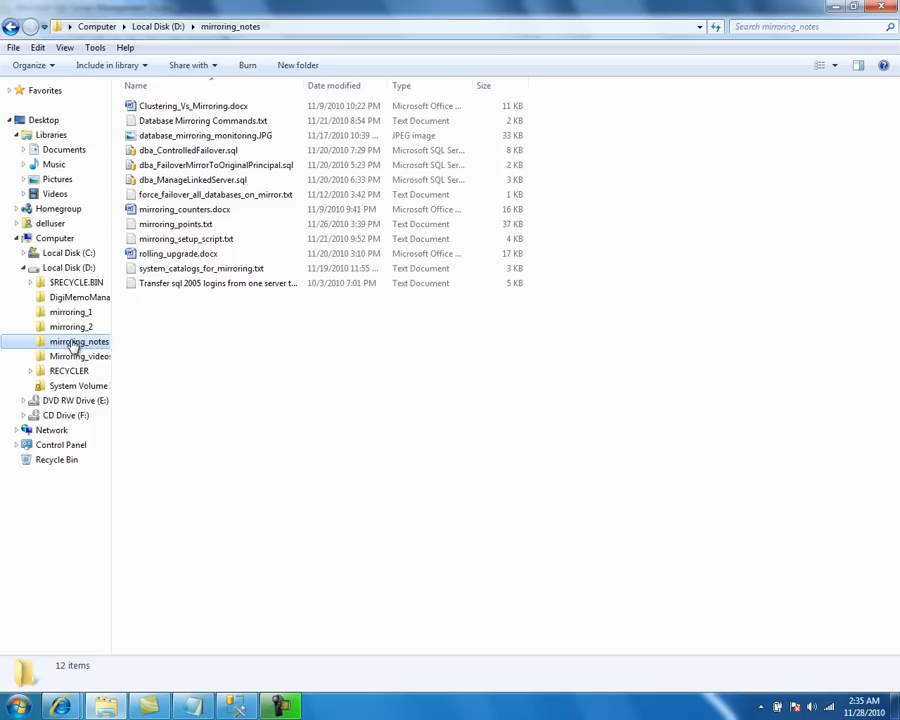 Computer ▸ Local Disk (D:) ▸ mirroring_notes
Search mirroring_notes
File Edit View Tools Help
Organize Include in library Share with Burn New folder
Name Date modified Type Size
Favorites
Desktop
Libraries
Documents
Music
Pictures
Videos
Homegroup
delluser
Computer
Local Disk (C:)
Local Disk (D:)
$RECYCLE.BIN
DigiMemoMana
mirroring_1
mirroring_2
mirroring_notes
Mirroring_videos
RECYCLER
System Volume
DVD RW Drive (E:)
CD Drive (F:)
Network
Control Panel
Recycle Bin
Clustering_Vs_Mirroring.docx 11/9/2010 10:22 PM Microsoft Office ... 11 KB
Database Mirroring Commands.txt 11/21/2010 8:54 PM Text Document 2 KB
database_mirroring_monitoring.JPG 11/17/2010 10:39 ... JPEG image 33 KB
dba_ControlledFailover.sql 11/20/2010 7:29 PM Microsoft SQL Ser... 8 KB
dba_FailoverMirrorToOriginalPrincipal.sql 11/20/2010 5:23 PM Microsoft SQL Ser... 2 KB
dba_ManageLinkedServer.sql 11/20/2010 6:33 PM Microsoft SQL Ser... 3 KB
force_failover_all_databases_on_mirror.txt 11/12/2010 3:42 PM Text Document 1 KB
mirroring_counters.docx 11/9/2010 9:41 PM Microsoft Office ... 16 KB
mirroring_points.txt 11/26/2010 3:39 PM Text Document 37 KB
mirroring_setup_script.txt 11/21/2010 9:52 PM Text Document 4 KB
rolling_upgrade.docx 11/20/2010 3:10 PM Microsoft Office ... 17 KB
system_catalogs_for_mirroring.txt 11/19/2010 11:55 ... Text Document 3 KB
Transfer sql 2005 logins from one server t... 10/3/2010 7:01 PM Text Document 5 KB
12 items
2:35 AM
11/28/2010